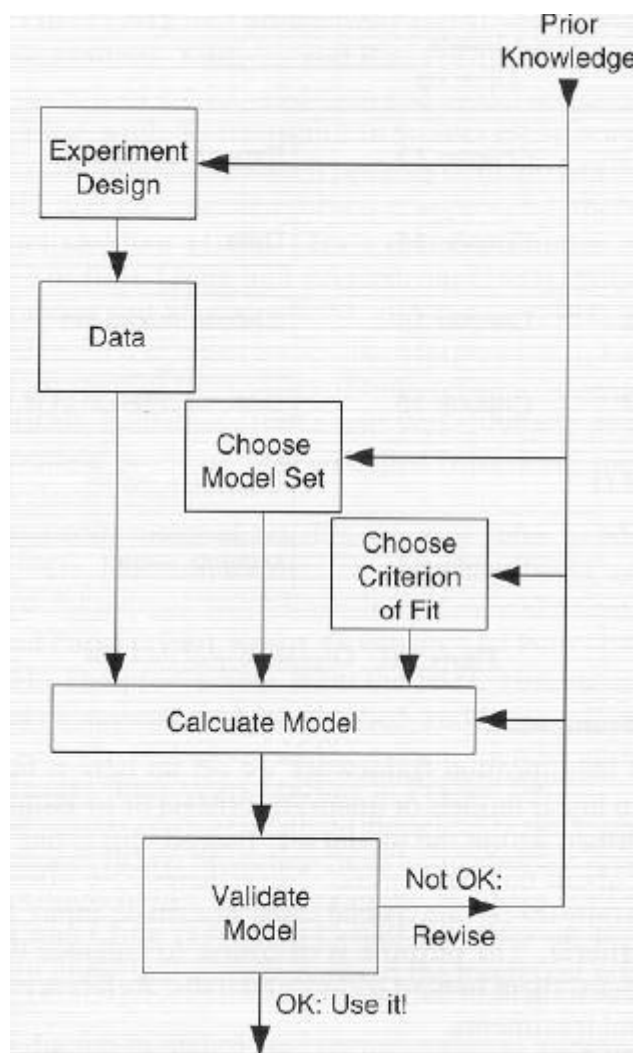 Prior
Knowledge
Experiment
Design
Data
Choose
Model Set
Choose
Criterion
of Fit
Calcuate Model
Validate
Model
Not OK:
Revise
OK: Use it!